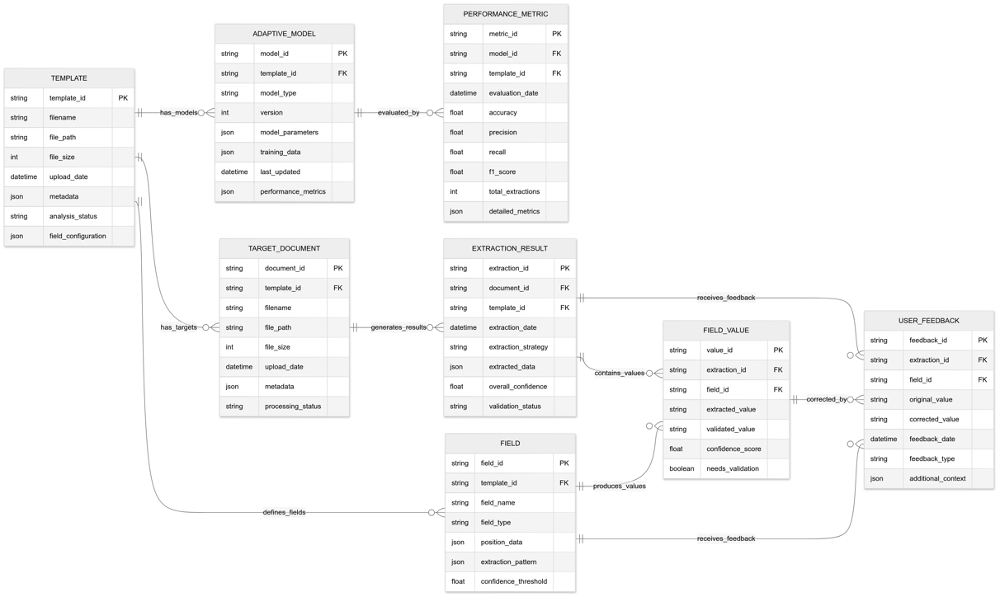 TEMPLATE
string template_id PK
string filename
string file_path
int file_size
datetime upload_date
json metadata
string analysis_status
json field_configuration
has_models
has_targets
defines_fields
ADAPTIVE_MODEL
string model_id PK
string template_id FK
string model_type
int version
json model_parameters
json training_data
datetime last_updated
json performance_metrics
evaluated_by
PERFORMANCE_METRIC
string metric_id PK
string model_id FK
string template_id FK
datetime evaluation_date
float accuracy
float precision
float recall
float f1_score
int total_extractions
json detailed_metrics
TARGET_DOCUMENT
string document_id PK
string template_id FK
string filename
string file_path
int file_size
datetime upload_date
json metadata
string processing_status
generates_results
EXTRACTION_RESULT
string extraction_id PK
string document_id FK
string template_id FK
datetime extraction_date
string extraction_strategy
json extracted_data
float overall_confidence
string validation_status
receives_feedback
contains_values
FIELD
string field_id PK
string template_id FK
string field_name
string field_type
json position_data
json extraction_pattern
float confidence_threshold
produces_values
receives_feedback
FIELD_VALUE
string value_id PK
string extraction_id FK
string field_id FK
string extracted_value
string validated_value
float confidence_score
boolean needs_validation
corrected_by
USER_FEEDBACK
string feedback_id PK
string extraction_id FK
string field_id FK
string original_value
string corrected_value
datetime feedback_date
string feedback_type
json additional_context